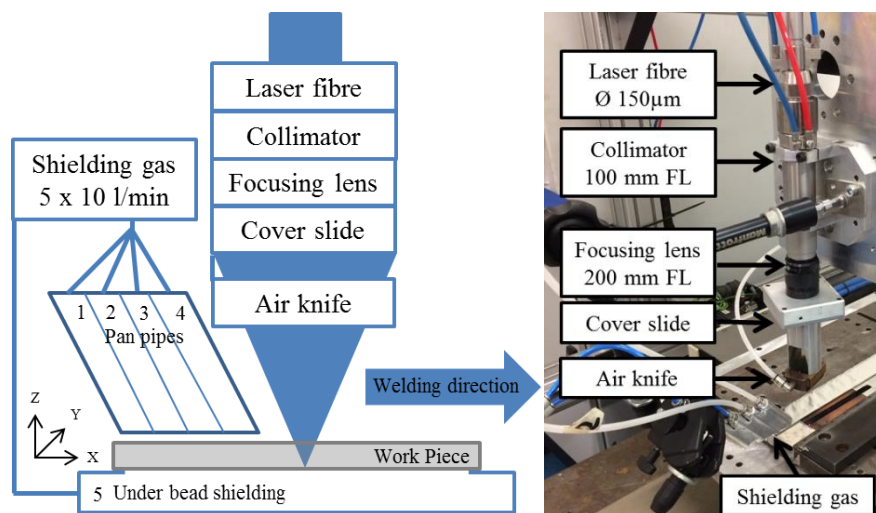 Laser fibre
Collimator
Focusing lens
Cover slide
Air knife
Shielding gas
5 x 10 l/min
1 2 3 4
Pan pipes
Z
Y
X
Welding direction
Work Piece
5 Under bead shielding
Laser fibre
Ø 150µm
Collimator
100 mm FL
Focusing lens
200 mm FL
Cover slide
Air knife
Shielding gas
Manfrotto